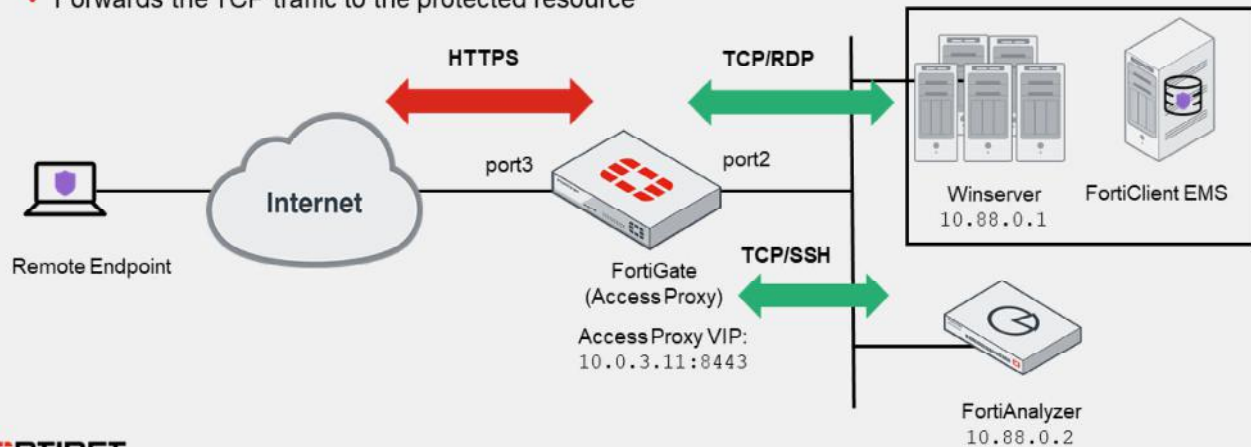 Forwards the TCP traffic to the protected resource
HTTPS
TCP/RDP
port3
port2
Internet
Winserver
10.88.0.1
FortiClient EMS
Remote Endpoint
FortiGate
(Access Proxy)
TCP/SSH
Access Proxy VIP:
10.0.3.11:8443
FortiAnalyzer
10.88.0.2